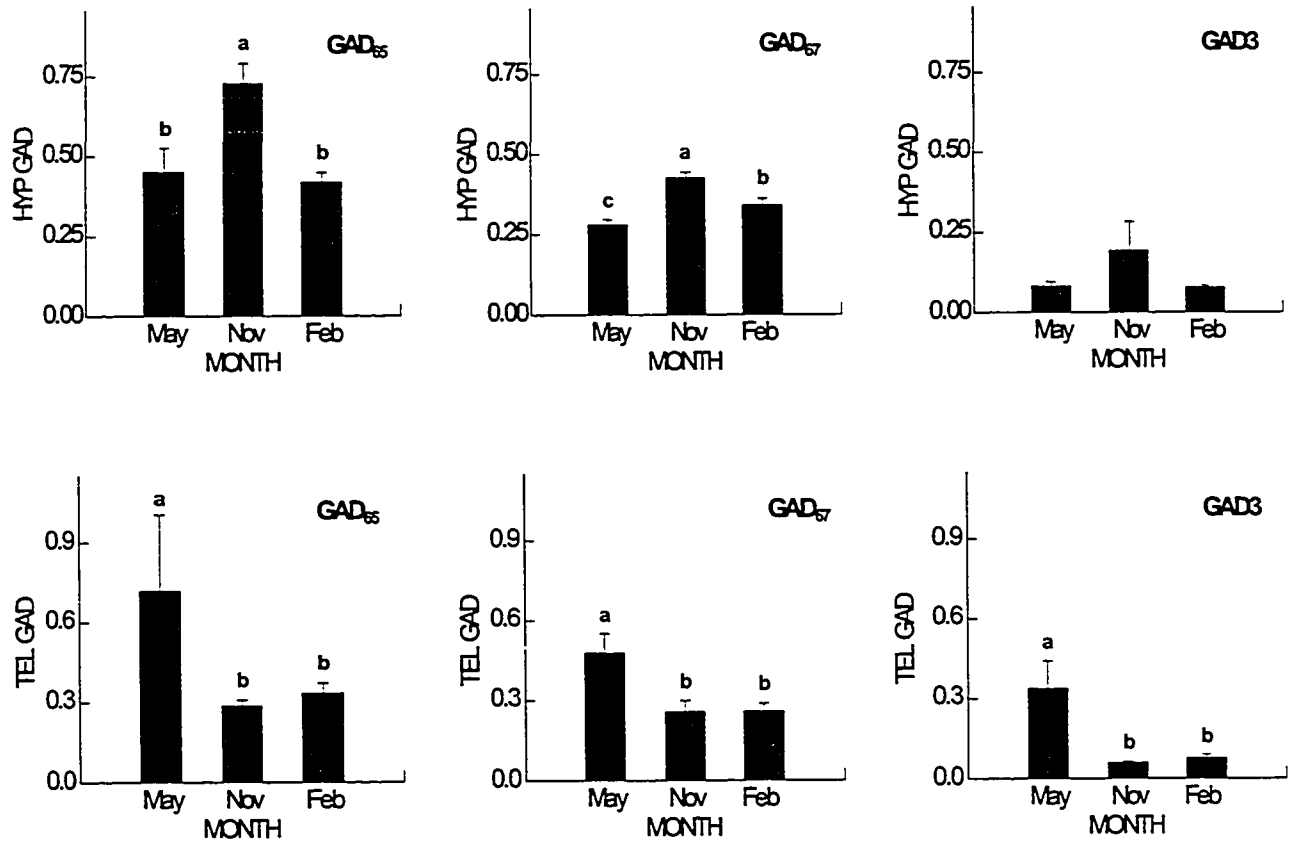 GAD65
a
b
b
0.75
0.50
0.25
0.00
HYP GAD
May Nov Feb
MONTH
GAD67
c
a
b
0.75
0.50
0.25
0.00
HYP GAD
May Nov Feb
MONTH
GAD3
0.75
0.50
0.25
0.00
HYP GAD
May Nov Feb
MONTH
GAD65
a
b
b
0.9
0.6
0.3
0.0
TEL GAD
May Nov Feb
MONTH
GAD67
a
b
b
0.9
0.6
0.3
0.0
TEL GAD
May Nov Feb
MONTH
GAD3
a
b
b
0.9
0.6
0.3
0.0
TEL GAD
May Nov Feb
MONTH